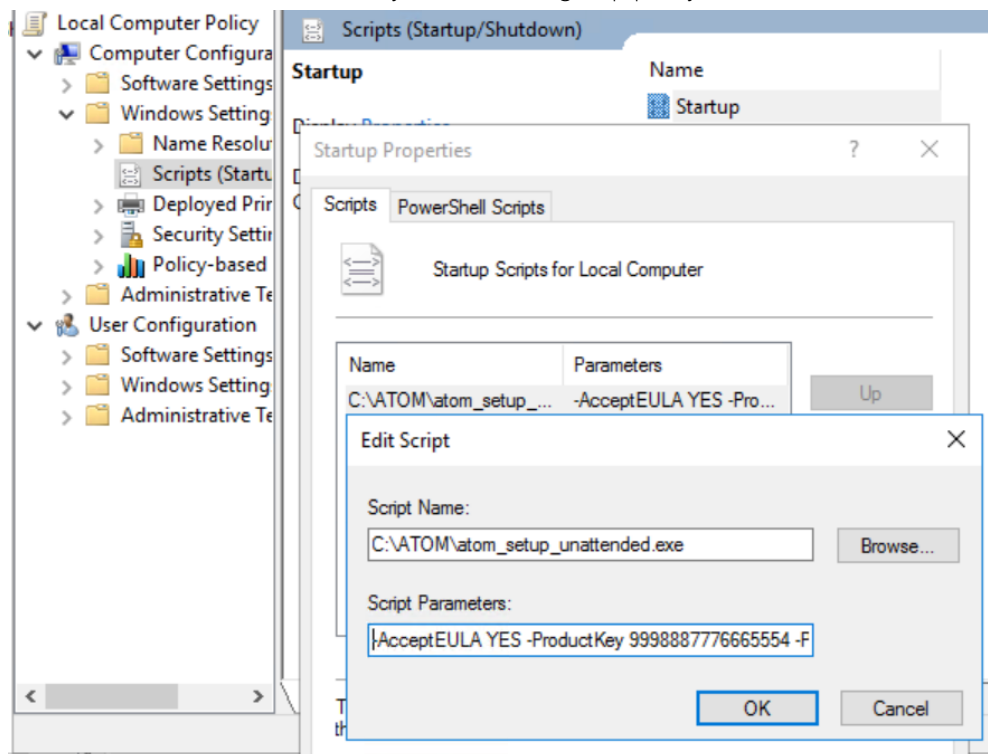 Local Computer Policy
Computer Configura
Software Settings
Windows Setting
Name Resolu
Scripts (Startu
Deployed Prin
Security Settin
Policy-based
Administrative Te
User Configuration
Software Settings
Windows Setting
Administrative Te
Scripts (Startup/Shutdown)
Startup
Name
Startup
Startup Properties
?
Scripts
PowerShell Scripts
Startup Scripts for Local Computer
Name Parameters
C:\ATOM\atom_setup_... -AcceptEULA YES -Pro...
Up
Edit Script
Script Name:
C:\ATOM\atom_setup_unattended.exe
Browse...
Script Parameters:
-AcceptEULA YES -ProductKey 9998887776665554 -F
OK
Cancel